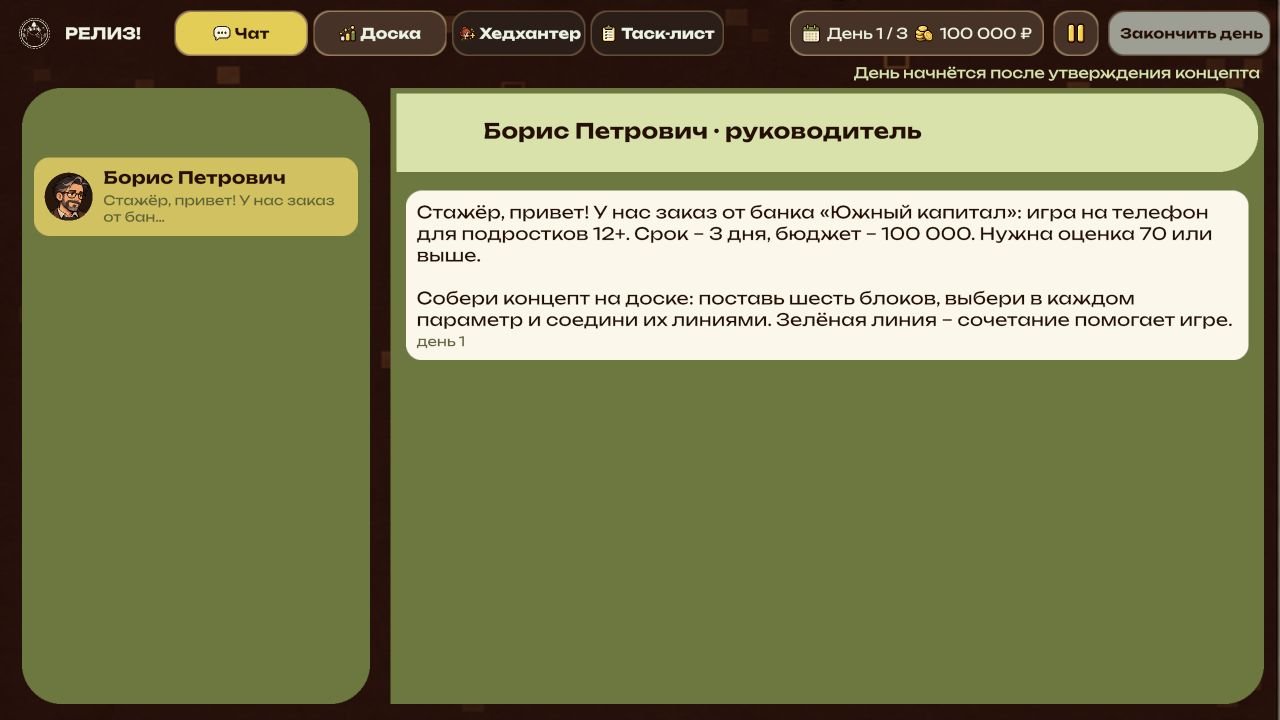 РЕЛИЗ!
Чат
Доска
Хедхантер
Таск-лист
День 1 / 3
100 000 ₽
Закончить день
День начнётся после утверждения концепта
Борис Петрович
Стажёр, привет! У нас заказ
от бан...
Борис Петрович · руководитель
Стажёр, привет! У нас заказ от банка «Южный капитал»: игра на телефон
для подростков 12+. Срок – 3 дня, бюджет – 100 000. Нужна оценка 70 или
выше.
Собери концепт на доске: поставь шесть блоков, выбери в каждом
параметр и соедини их линиями. Зелёная линия – сочетание помогает игре.
день 1